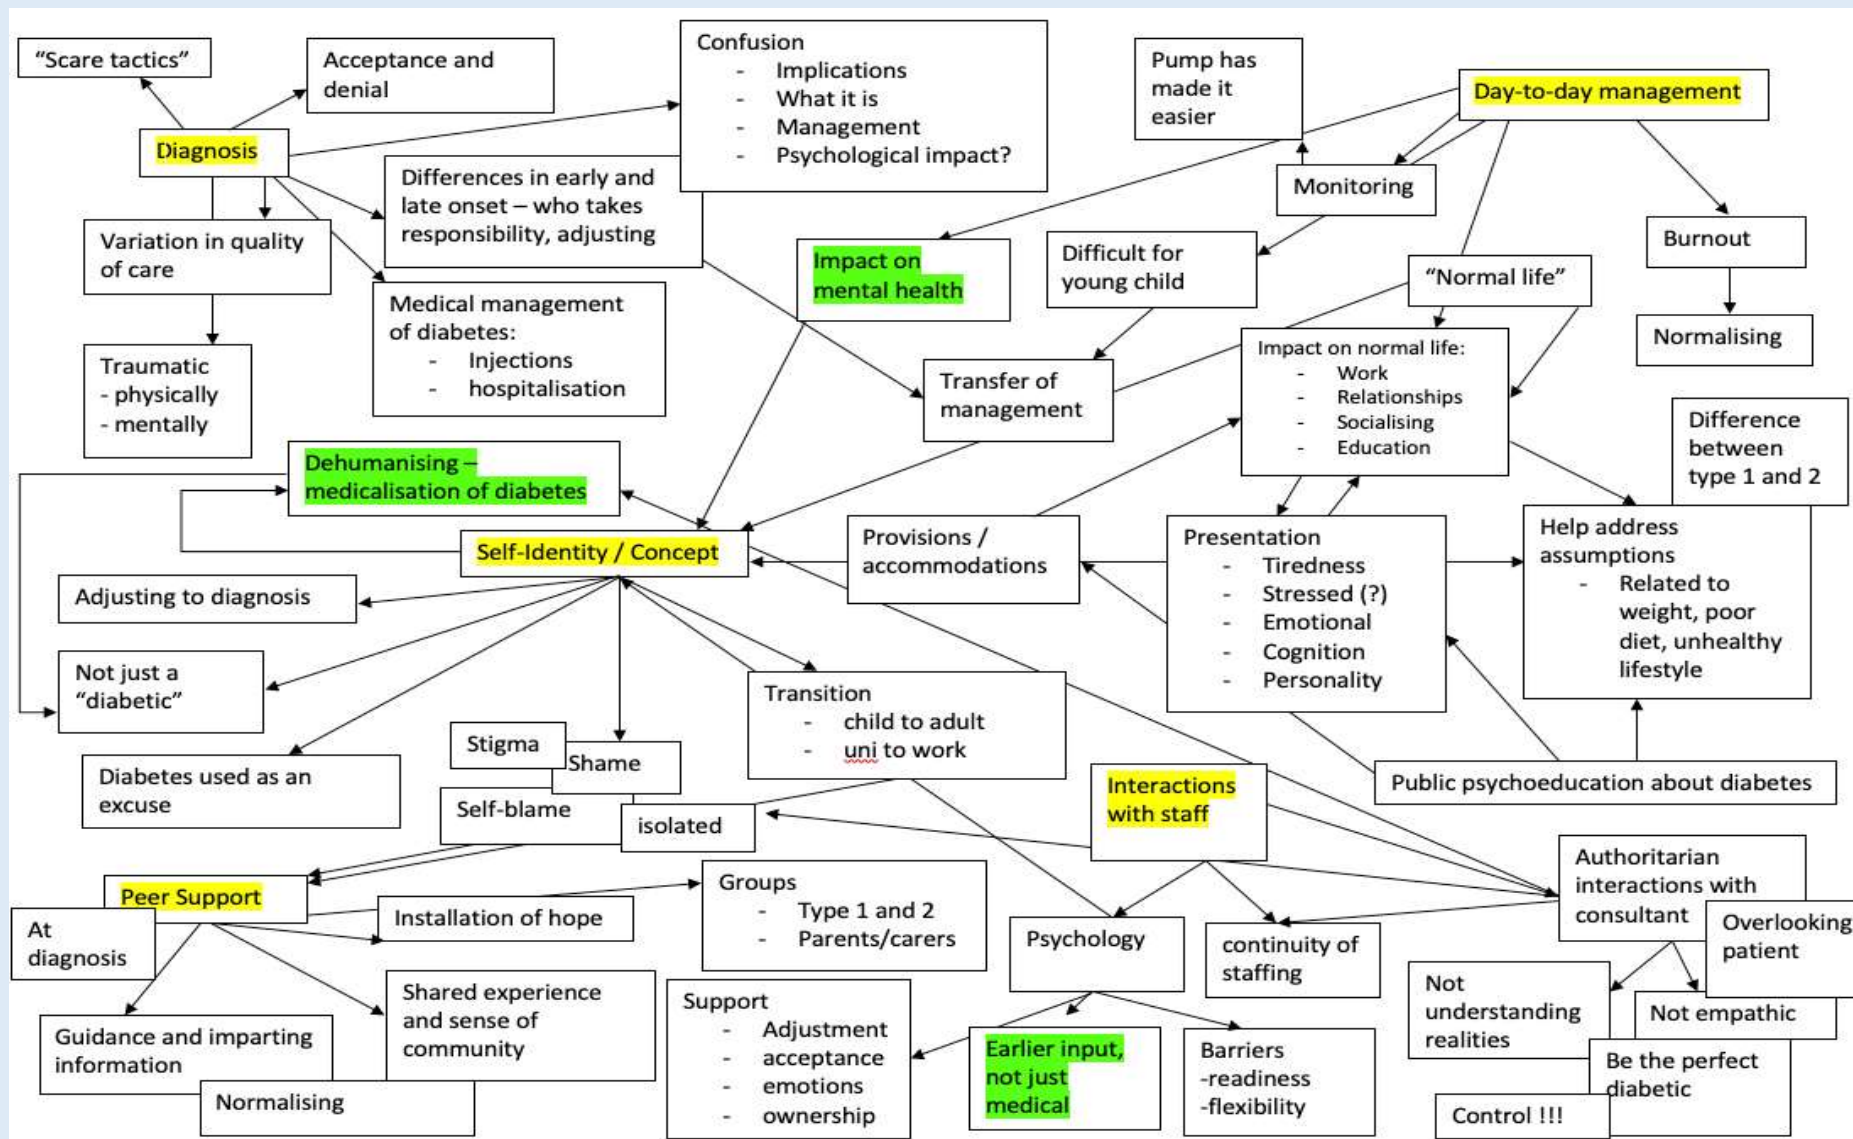 “Scare tactics”
Acceptance and
denial
Confusion
- Implications
- What it is
- Management
- Psychological impact?
Pump has
made it
easier
Day-to-day management
Diagnosis
Differences in early and
late onset – who takes
responsibility, adjusting
Monitoring
Variation in quality
of care
Impact on
mental health
Difficult for
young child
“Normal life”
Burnout
Medical management
of diabetes:
- Injections
- hospitalisation
Normalising
Traumatic
- physically
- mentally
Transfer of
management
Impact on normal life:
- Work
- Relationships
- Socialising
- Education
Difference
between
type 1 and 2
Dehumanising –
medicalisation of diabetes
Self-Identity / Concept
Provisions /
accommodations
Presentation
- Tiredness
- Stressed (?)
- Emotional
- Cognition
- Personality
Help address
assumptions
- Related to
weight, poor
diet, unhealthy
lifestyle
Adjusting to diagnosis
Not just a
“diabetic”
Transition
- child to adult
- uni to work
Stigma
Shame
Diabetes used as an
excuse
Self-blame
isolated
Interactions
with staff
Public psychoeducation about diabetes
Authoritarian
interactions with
consultant
Overlooking
patient
Peer Support
At
diagnosis
Installation of hope
Groups
- Type 1 and 2
- Parents/carers
Psychology
continuity of
staffing
Not
understanding
realities
Not empathic
Be the perfect
diabetic
Control !!!
Guidance and imparting
information
Normalising
Shared experience
and sense of
community
Support
- Adjustment
- acceptance
- emotions
- ownership
Earlier input,
not just
medical
Barriers
-readiness
-flexibility